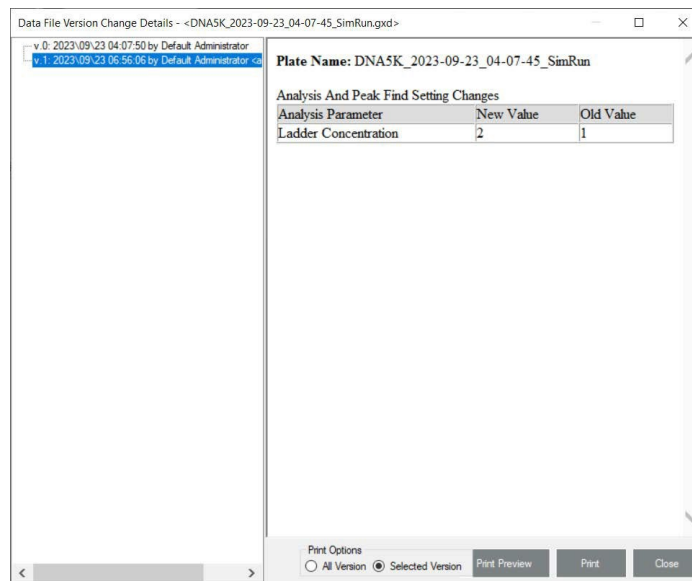 Data File Version Change Details - <DNA5K_2023-09-23_04-07-45_SimRun.gxd>
v.0: 2023\09\23 04:07:50 by Default Administrator
v.1: 2023\09\23 06:56:06 by Default Administrator <a
Plate Name: DNA5K_2023-09-23_04-07-45_SimRun
Analysis And Peak Find Setting Changes
Analysis Parameter New Value Old Value
Ladder Concentration 2 1
Print Options
All Version Selected Version Print Preview Print Close